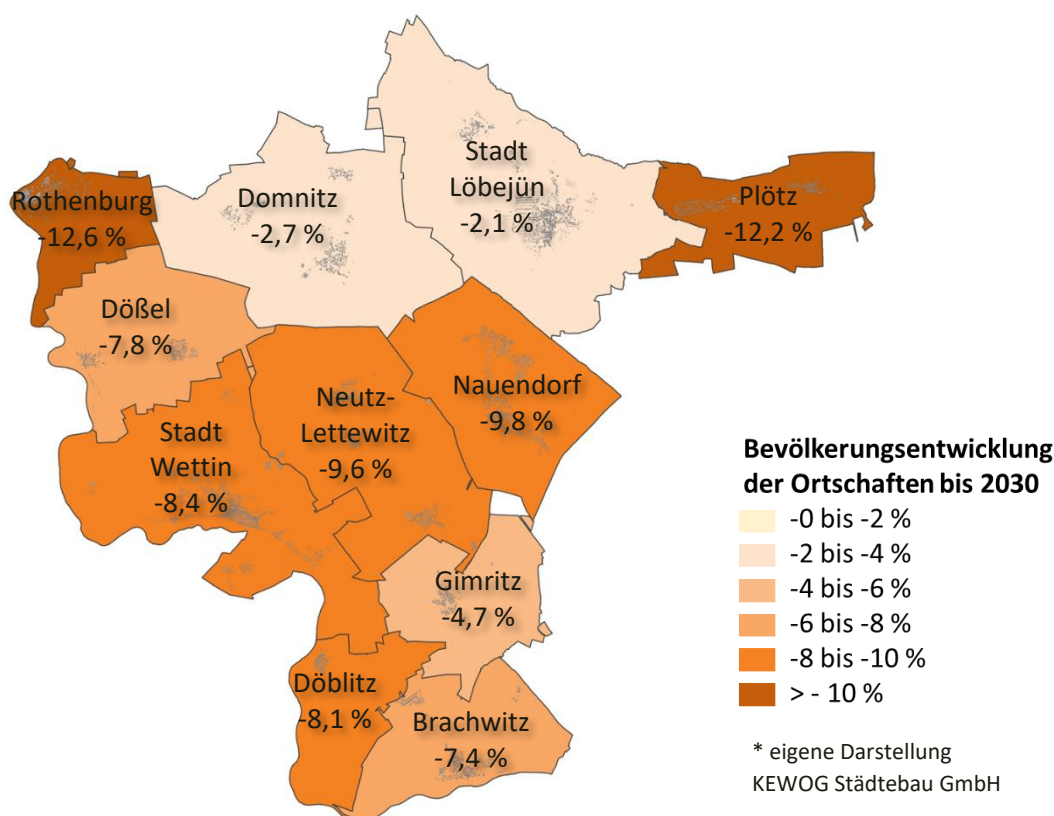 Stadt
Löbejün
-2,1 %
Rothenburg
-12,6 %
Domnitz
-2,7 %
Plötz
-12,2 %
Dößel
-7,8 %
Nauendorf
-9,8 %
Neutz-
Lettewitz
-9,6 %
Stadt
Wettin
-8,4 %
Gimritz
-4,7 %
Döblitz
-8,1 %
Brachwitz
-7,4 %
Bevölkerungsentwicklung
der Ortschaften bis 2030
-0 bis -2 %
-2 bis -4 %
-4 bis -6 %
-6 bis -8 %
-8 bis -10 %
> - 10 %
* eigene Darstellung
KEWOG Städtebau GmbH